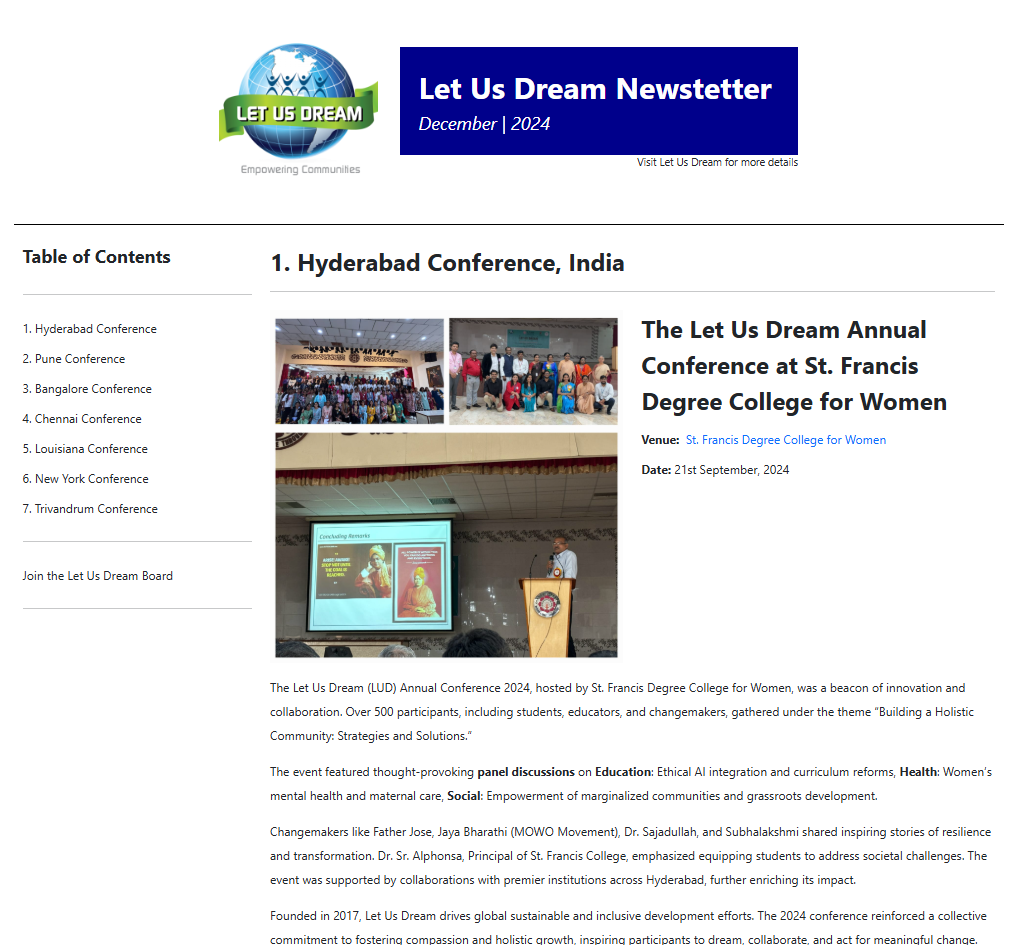 LET US DREAM
Empowering Communities
Let Us Dream Newstetter
December | 2024
Visit Let Us Dream for more details
Table of Contents
1. Hyderabad Conference
2. Pune Conference
3. Bangalore Conference
4. Chennai Conference
5. Louisiana Conference
6. New York Conference
7. Trivandrum Conference
Join the Let Us Dream Board
1. Hyderabad Conference, India
Concluding Remarks
The Let Us Dream Annual
Conference at St. Francis
Degree College for Women
Venue: St. Francis Degree College for Women
Date: 21st September, 2024
The Let Us Dream (LUD) Annual Conference 2024, hosted by St. Francis Degree College for Women, was a beacon of innovation and
collaboration. Over 500 participants, including students, educators, and changemakers, gathered under the theme “Building a Holistic
Community: Strategies and Solutions.”
The event featured thought-provoking panel discussions on Education: Ethical AI integration and curriculum reforms, Health: Women’s
mental health and maternal care, Social: Empowerment of marginalized communities and grassroots development.
Changemakers like Father Jose, Jaya Bharathi (MOWO Movement), Dr. Sajadullah, and Subhalakshmi shared inspiring stories of resilience
and transformation. Dr. Sr. Alphonsa, Principal of St. Francis College, emphasized equipping students to address societal challenges. The
event was supported by collaborations with premier institutions across Hyderabad, further enriching its impact.
Founded in 2017, Let Us Dream drives global sustainable and inclusive development efforts. The 2024 conference reinforced a collective
commitment to fostering compassion and holistic growth, inspiring participants to dream, collaborate, and act for meaningful change.